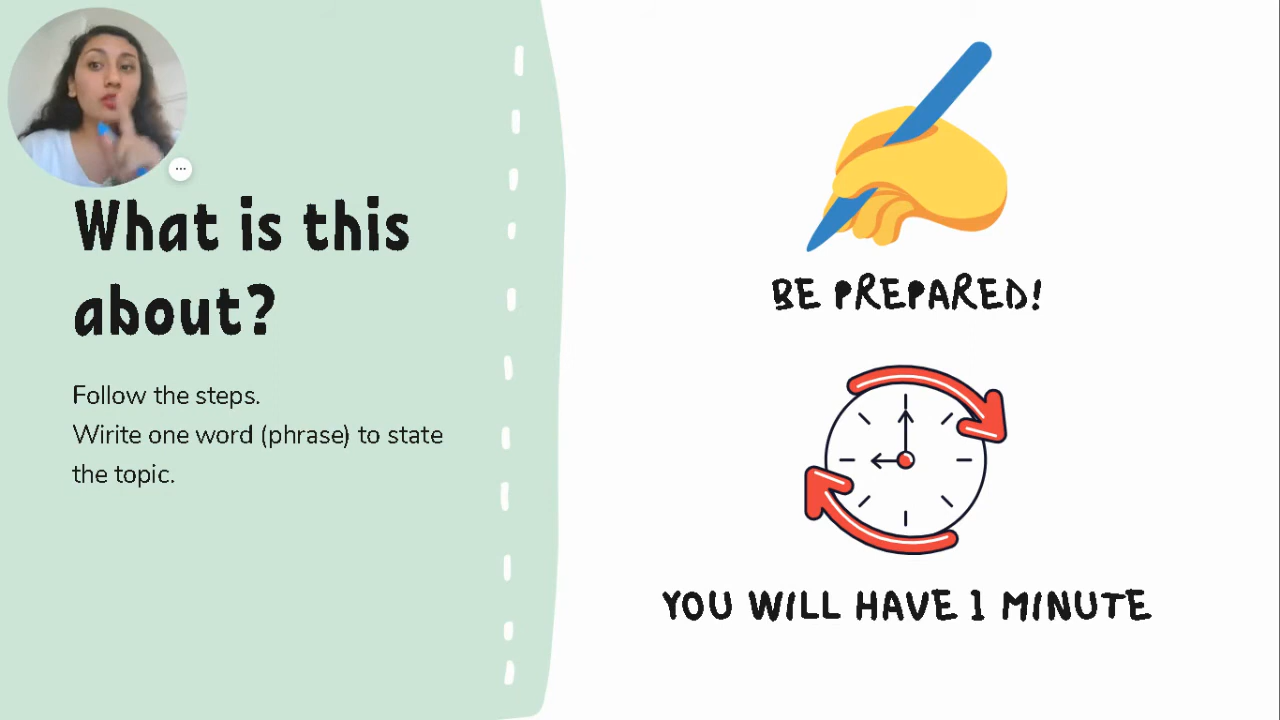 What is this
about?
Follow the steps.
Wirite one word (phrase) to state
the topic.
BE PREPARED!
YOU WILL HAVE 1 MINUTE